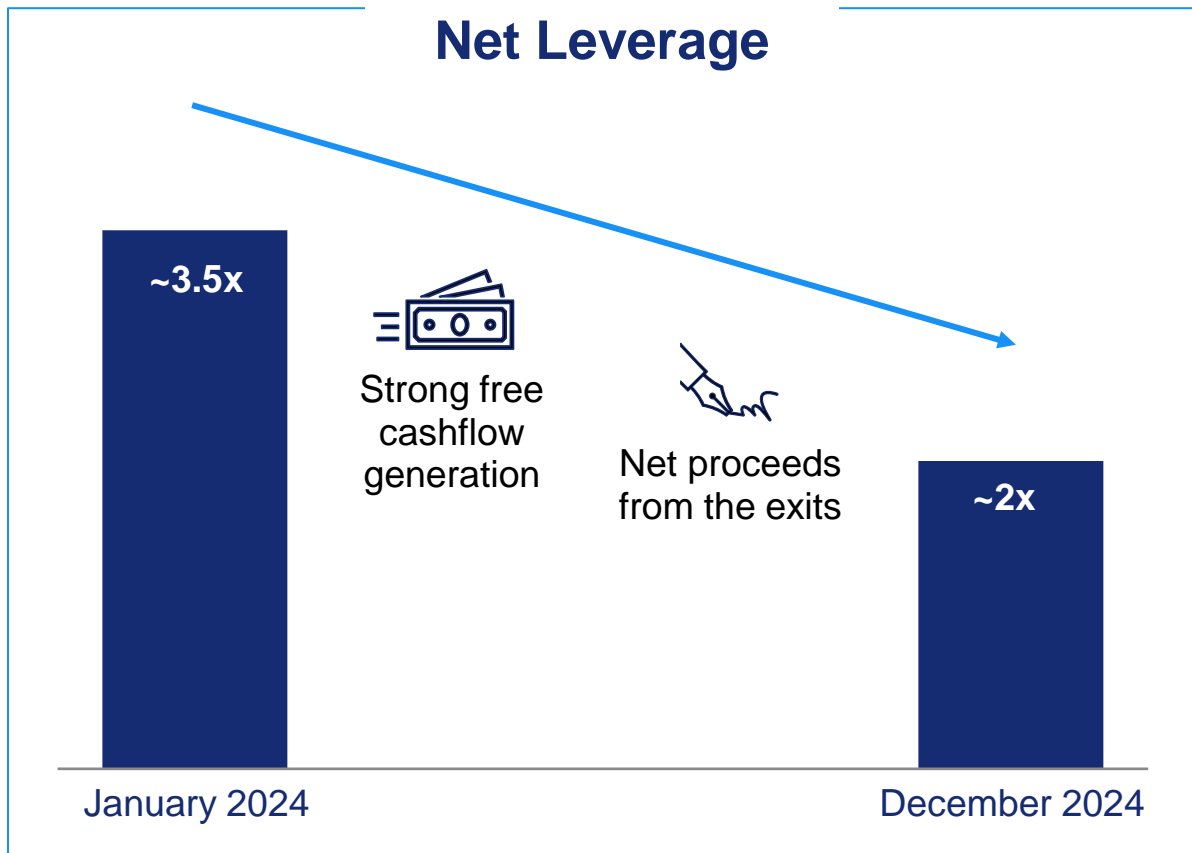 Net Leverage
~3.5x
Strong free
cashflow
generation
Net proceeds
from the exits
~2x
January 2024
December 2024